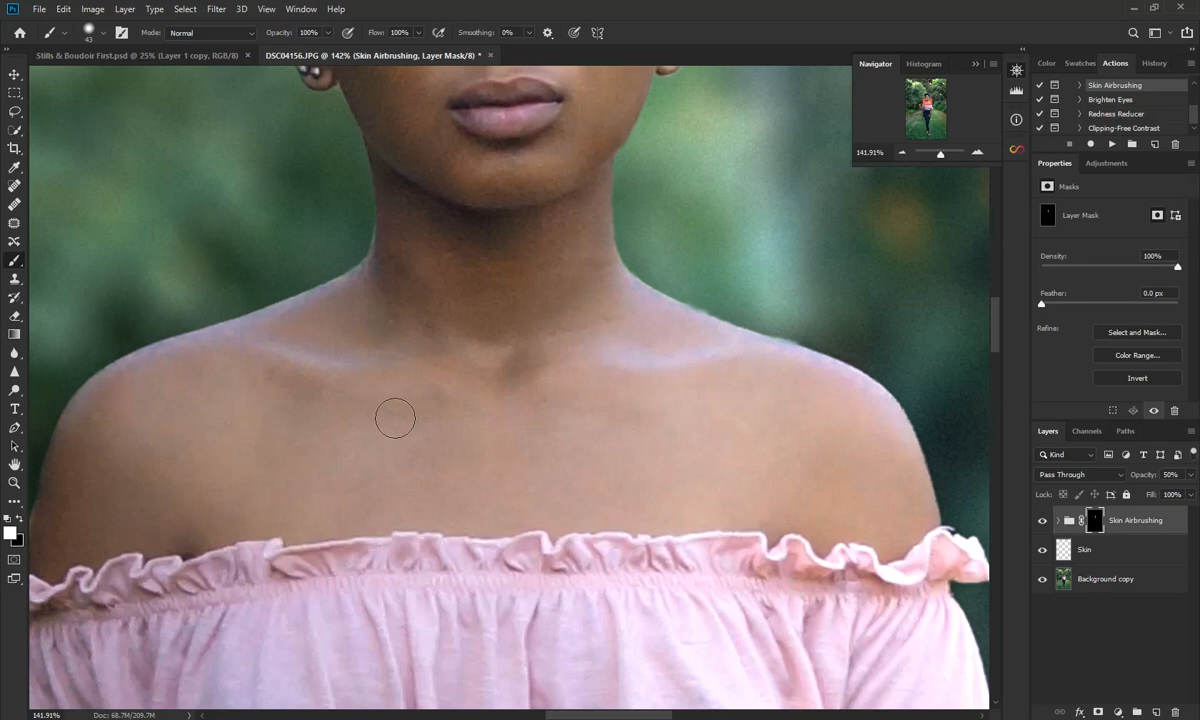 Ps File Edit Image Layer Type Select Filter 3D View Window Help
43 Mode: Normal Opacity: 100% Flow: 100% Smoothing: 0%
Stills & Boudoir First.psd @ 25% (Layer 1 copy, RGB/8) × DSC04156.JPG @ 142% (Skin Airbrushing, Layer Mask/8) * ×
Navigator Histogram
141.91%
Color Swatches Actions History
Skin Airbrushing
Brighten Eyes
Redness Reducer
Clipping-Free Contrast
Properties Adjustments
Masks
Layer Mask
Density: 100%
Feather: 0.0 px
Refine: Select and Mask...
Color Range...
Invert
Layers Channels Paths
Kind
Pass Through Opacity: 50%
Lock: Fill: 100%
Skin Airbrushing
Skin
Background copy
141.91% Doc: 68.7M/209.7M